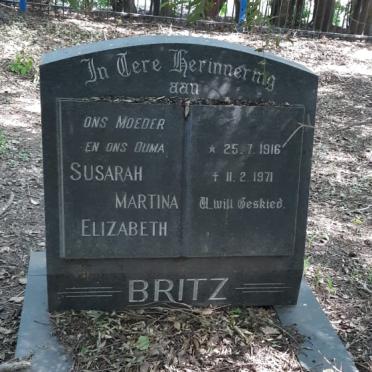 In Tere Herinnering
aan
ONS MOEDER
EN ONS OUMA
SUSARAH
MARTINA
ELIZABETH
* 25. 7. 1916
† 11. 2. 1971
U will Geskied.
BRITZ